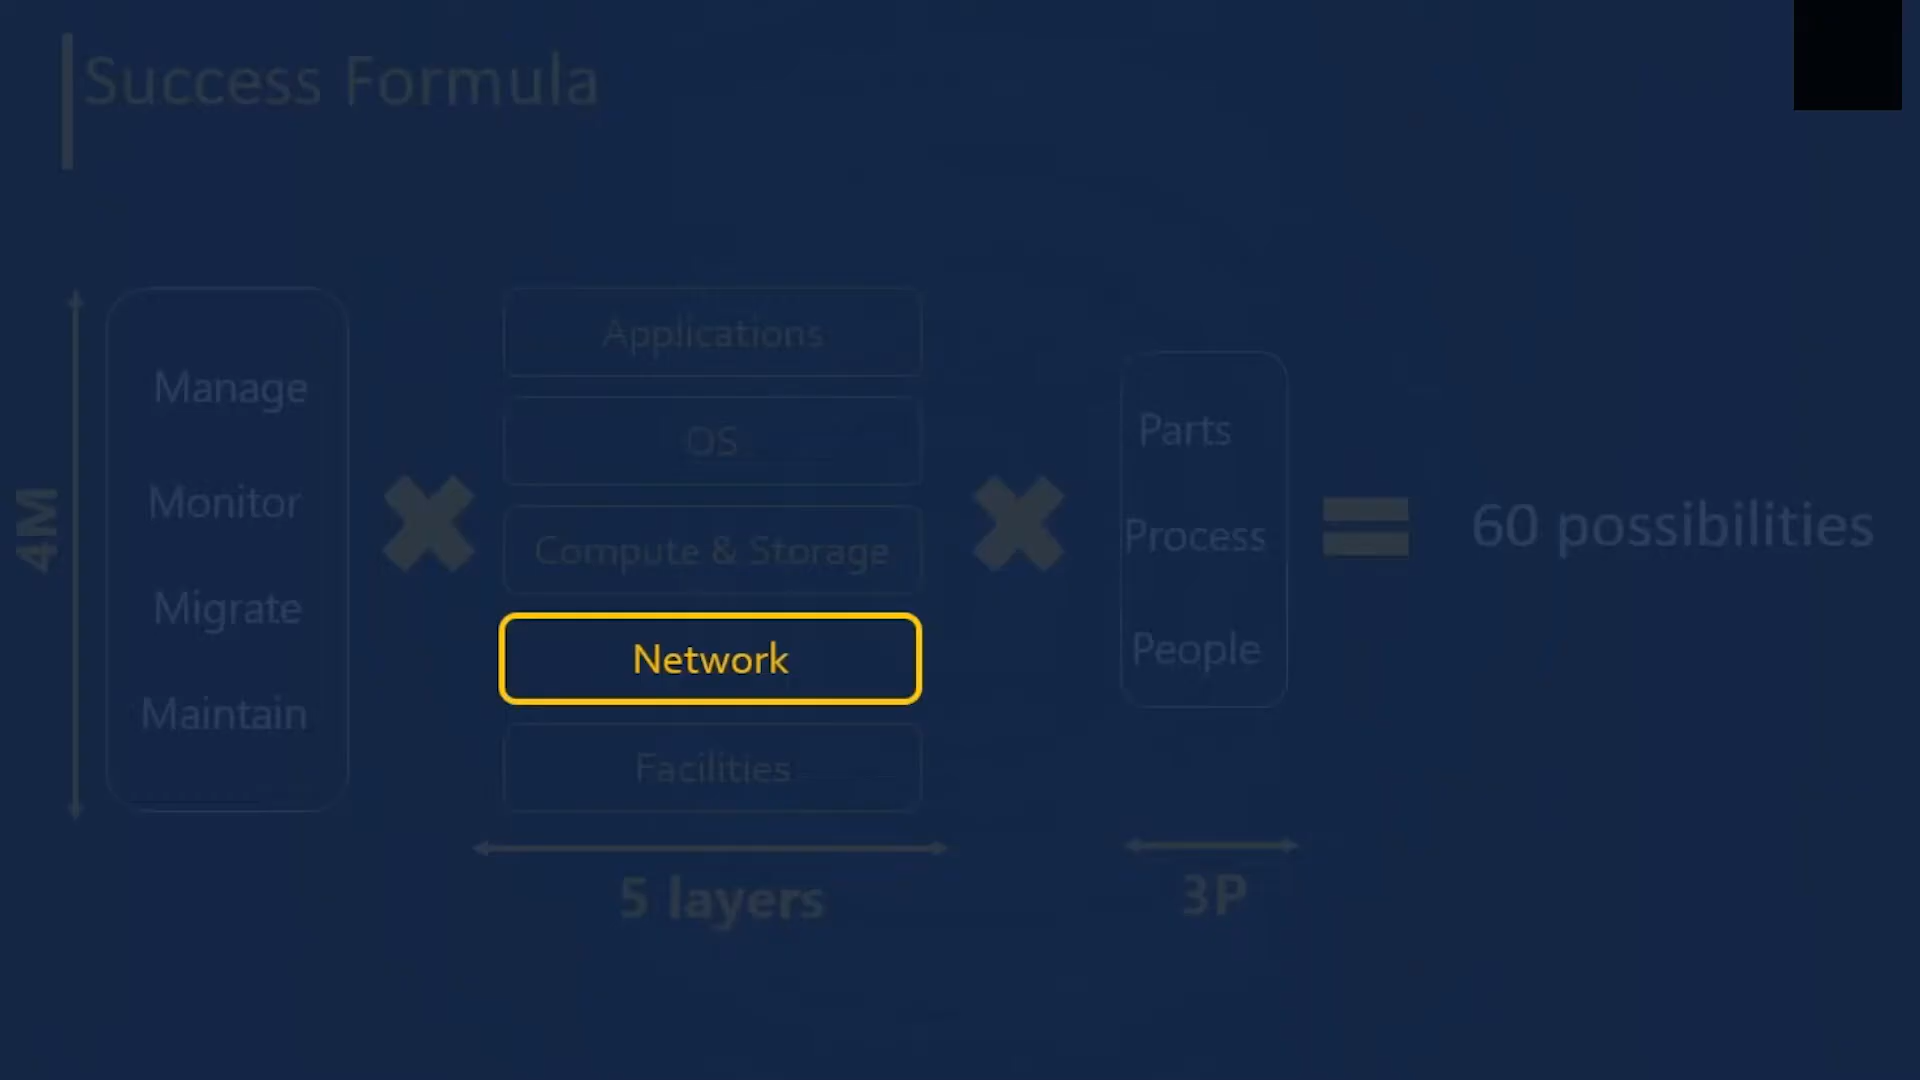 Success Formula
4M
Manage
Monitor
Migrate
Maintain
Applications
OS
Compute & Storage
Network
Facilities
5 layers
Parts
Process
People
3P
60 possibilities